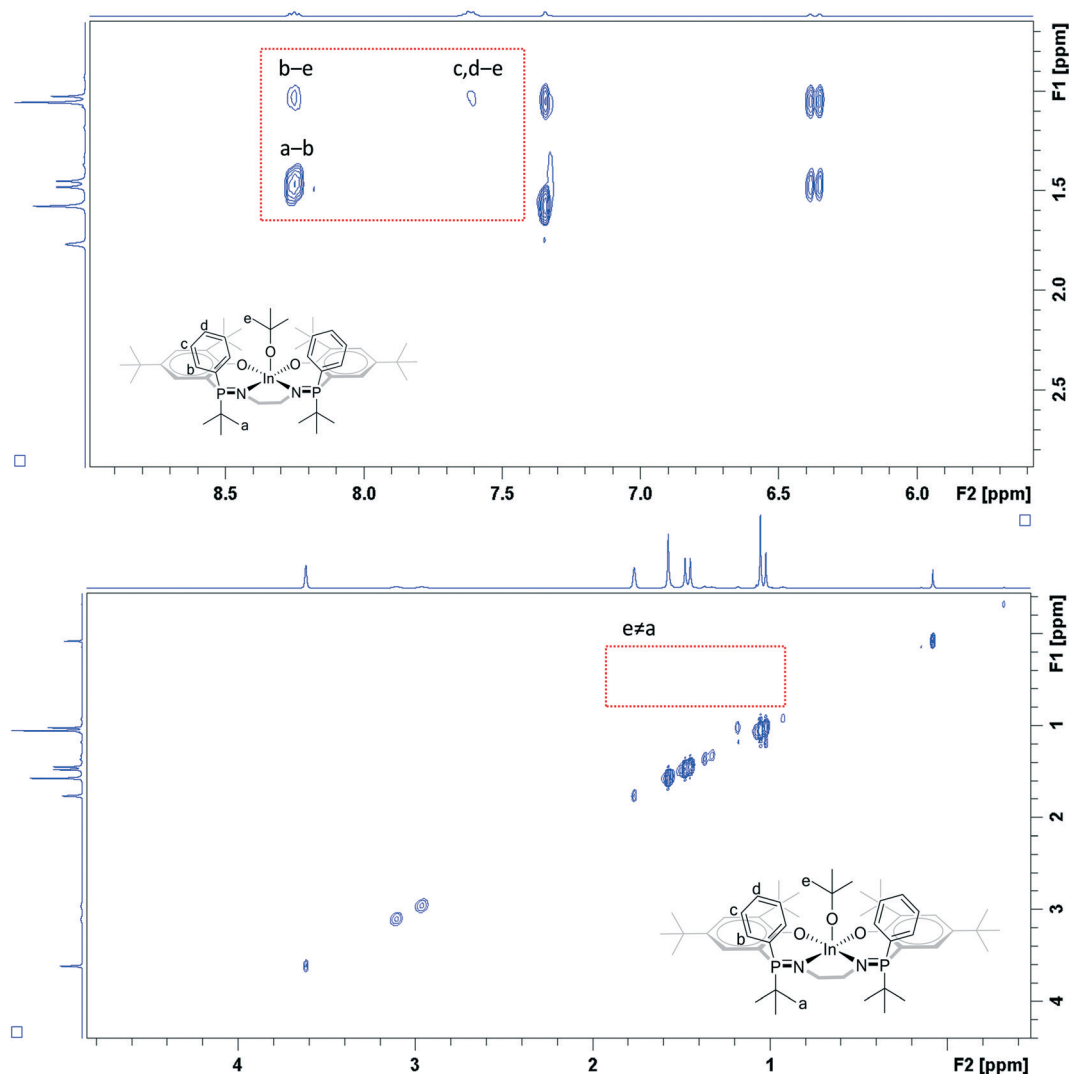 b–e
c,d–e
a–b
F1 [ppm]
1.5
2.0
2.5
e
d
c
b
O
O
O
In
P=N
N=P
a
8.5
8.0
7.5
7.0
6.5
6.0
F2 [ppm]
e≠a
F1 [ppm]
1
2
3
4
e
d
c
b
O
O
O
In
P=N
N=P
a
4
3
2
1
F2 [ppm]